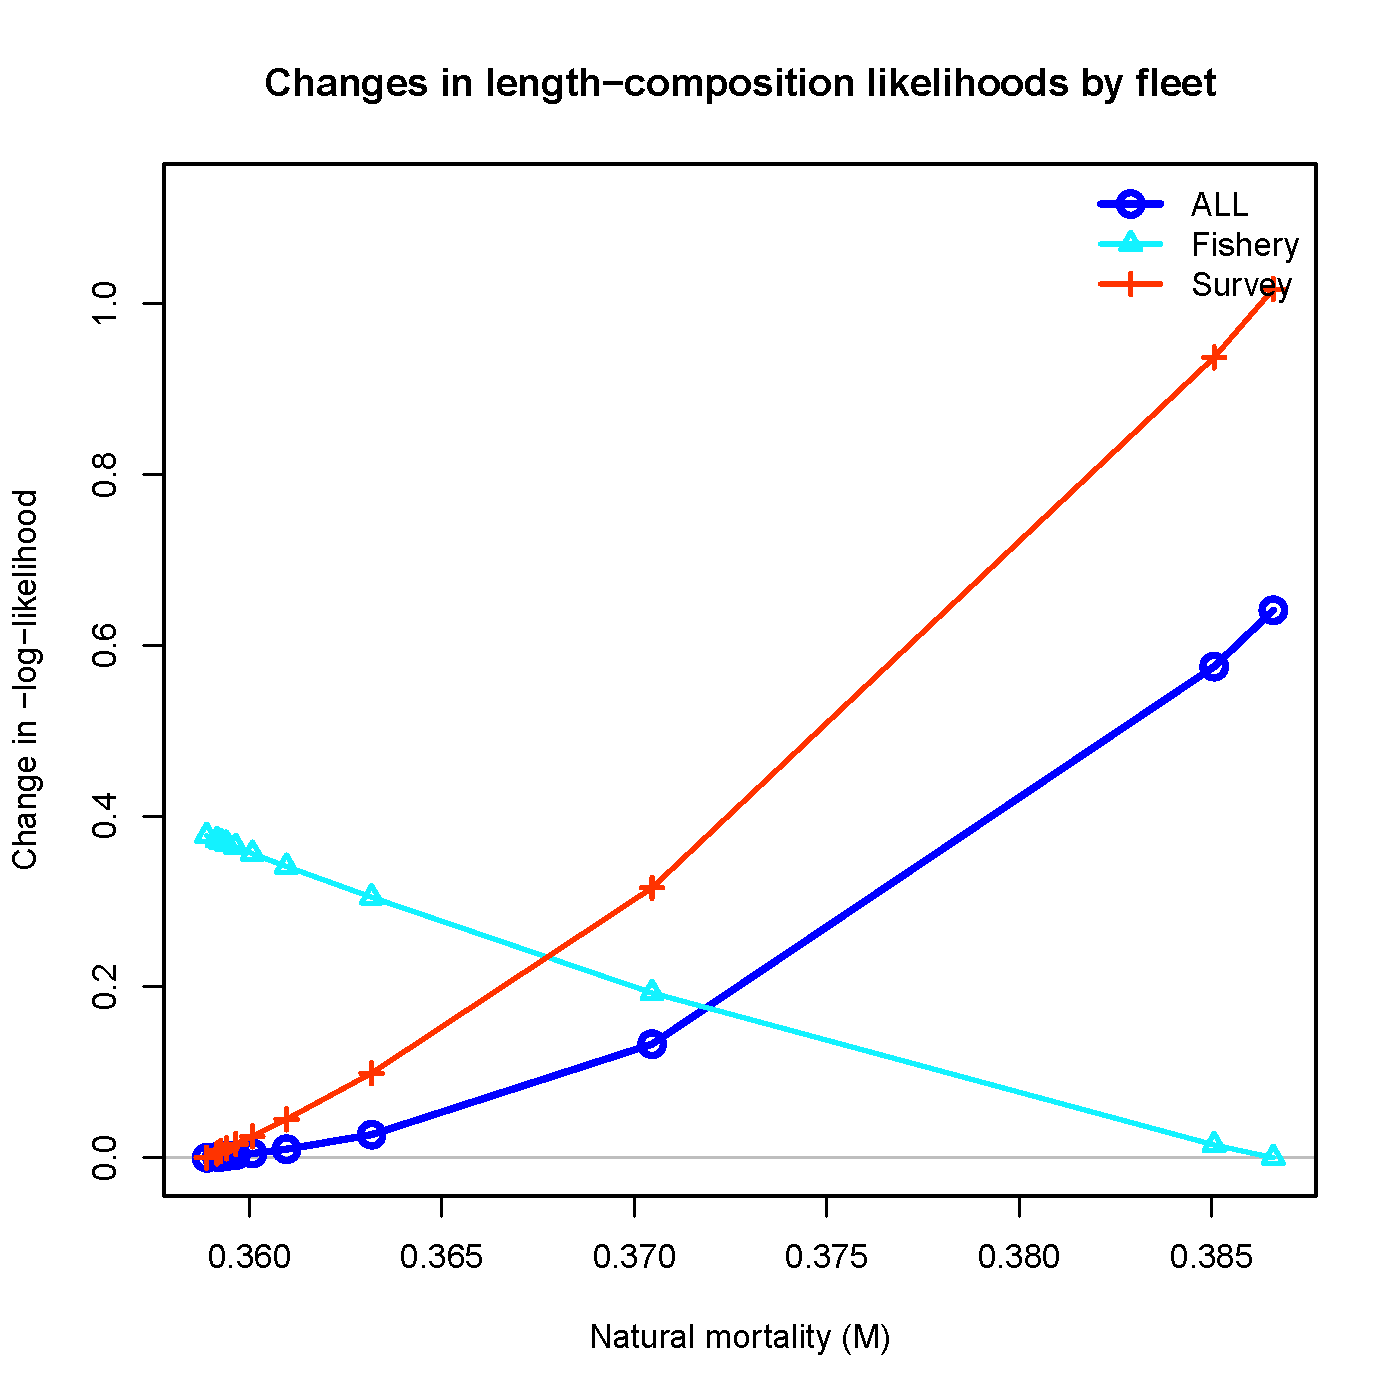 Changes in length−composition likelihoods by fleet
ALL
Fishery
Survey
Change in −log−likelihood
1.0
0.8
0.6
0.4
0.2
0.0
0.360 0.365 0.370 0.375 0.380 0.385
Natural mortality (M)